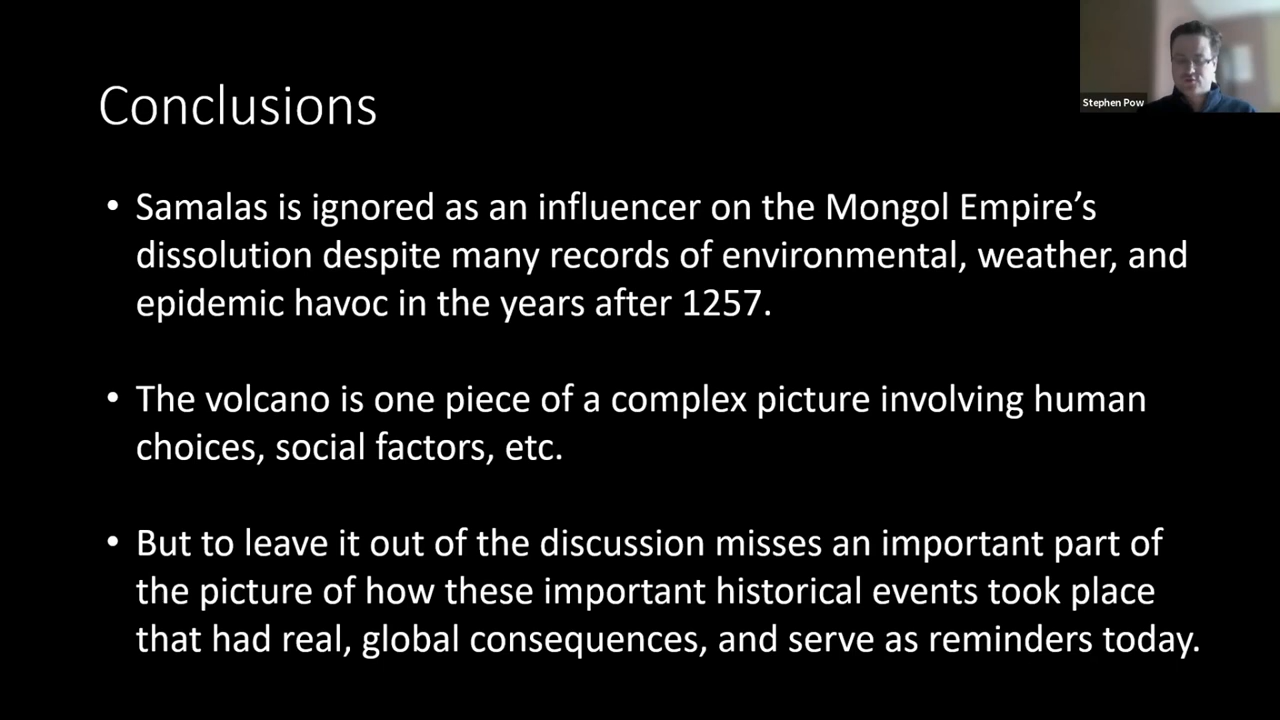 Conclusions
Stephen Pow
• Samalas is ignored as an influencer on the Mongol Empire’s
dissolution despite many records of environmental, weather, and
epidemic havoc in the years after 1257.
• The volcano is one piece of a complex picture involving human
choices, social factors, etc.
• But to leave it out of the discussion misses an important part of
the picture of how these important historical events took place
that had real, global consequences, and serve as reminders today.